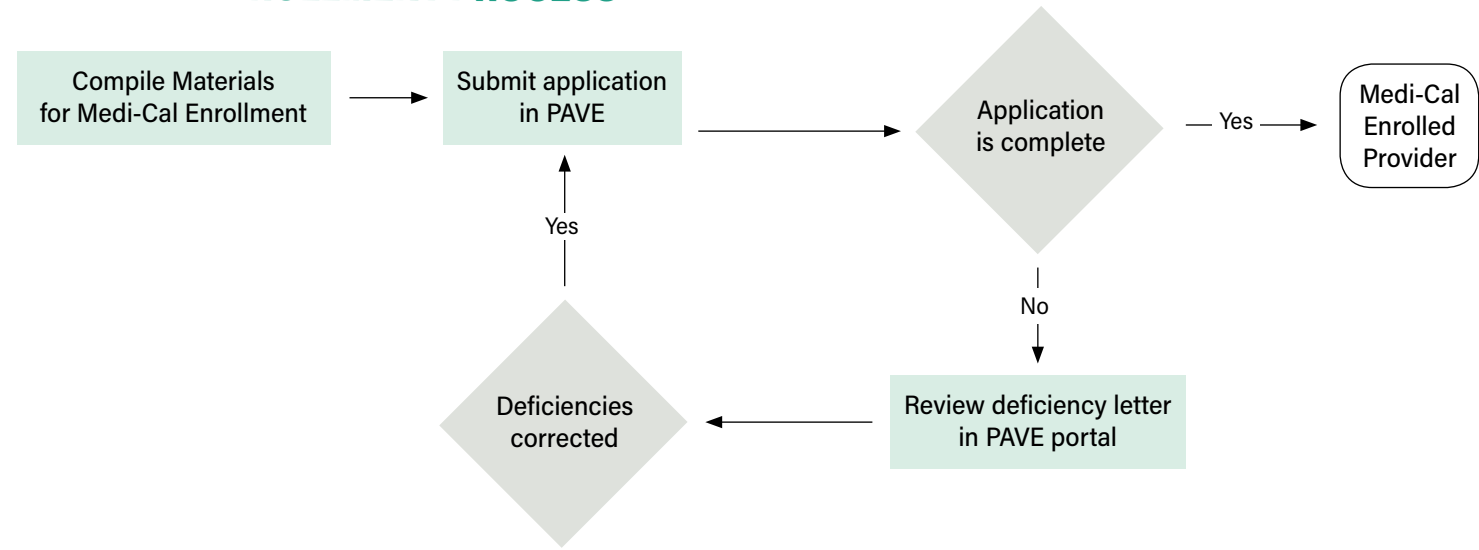 Compile Materials
for Medi-Cal Enrollment
Submit application
in PAVE
Application
is complete
Yes
Medi-Cal
Enrolled
Provider
Yes
No
Deficiencies
corrected
Review deficiency letter
in PAVE portal